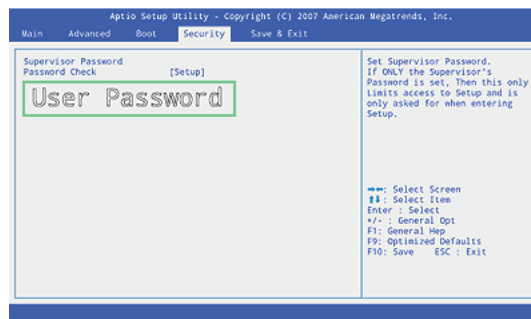 Aptio Setup Utility - Copyright (C) 2007 American Megatrends, Inc.
Main Advanced Boot Security Save & Exit
Supervisor Password
Password Check [Setup]
User Password
Set Supervisor Password.
If ONLY the Supervisor's
Password is set, Then this only
Limits access to Setup and is
only asked for when entering
Setup.
→←: Select Screen
↑↓: Select Item
Enter : Select
+/- : General Opt
F1: General Hep
F9: Optimized Defaults
F10: Save ESC : Exit